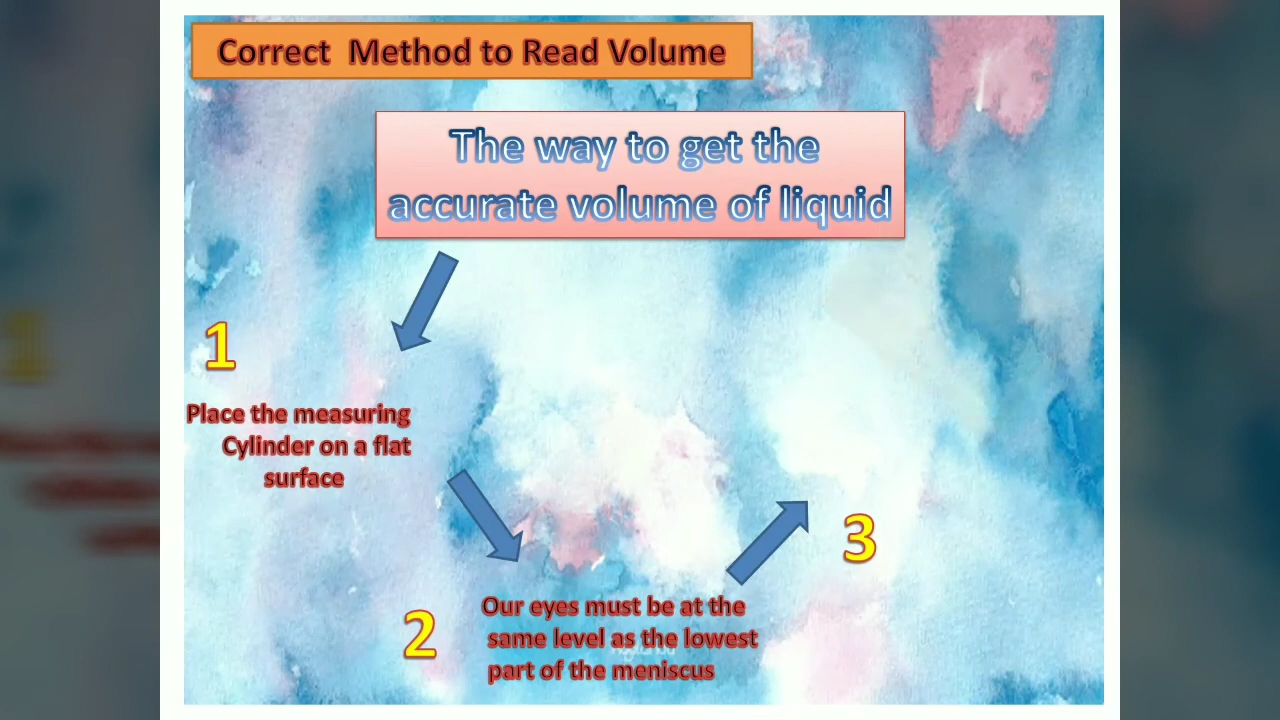 Correct Method to Read Volume
The way to get the
accurate volume of liquid
1
Place the measuring
Cylinder on a flat
surface
2
Our eyes must be at the
same level as the lowest
part of the meniscus
3